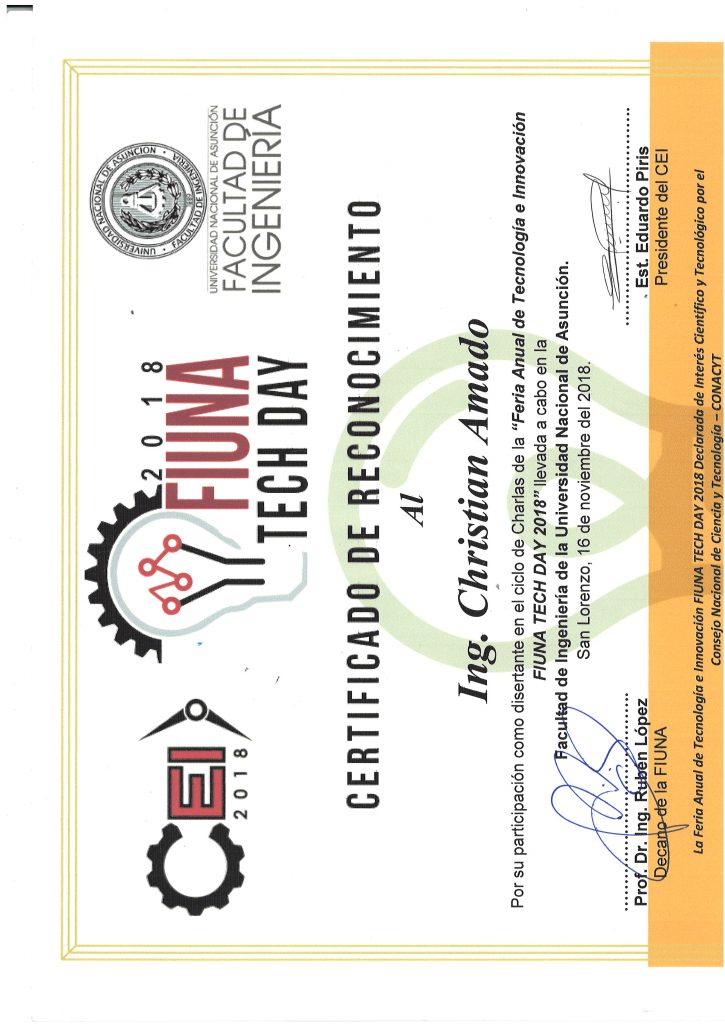 CEI
2018
2018
FIUNA
TECH DAY
UNIVERSIDAD NACIONAL DE ASUNCIÓN
FACULTAD DE INGENIERÍA
UNIVERSIDAD NACIONAL DE ASUNCIÓN
FACULTAD DE
INGENIERÍA
CERTIFICADO DE RECONOCIMIENTO
Al
Ing. Christian Amado
Por su participación como disertante en el ciclo de Charlas de la “Feria Anual de Tecnología e Innovación
FIUNA TECH DAY 2018” llevada a cabo en la
Facultad de Ingeniería de la Universidad Nacional de Asunción.
San Lorenzo, 16 de noviembre del 2018.
Prof. Dr. Ing. Rubén López
Decano de la FIUNA
Est. Eduardo Piris
Presidente del CEI
La Feria Anual de Tecnología e Innovación FIUNA TECH DAY 2018 Declarada de Interés Científico y Tecnológico por el
Consejo Nacional de Ciencia y Tecnología – CONACYT